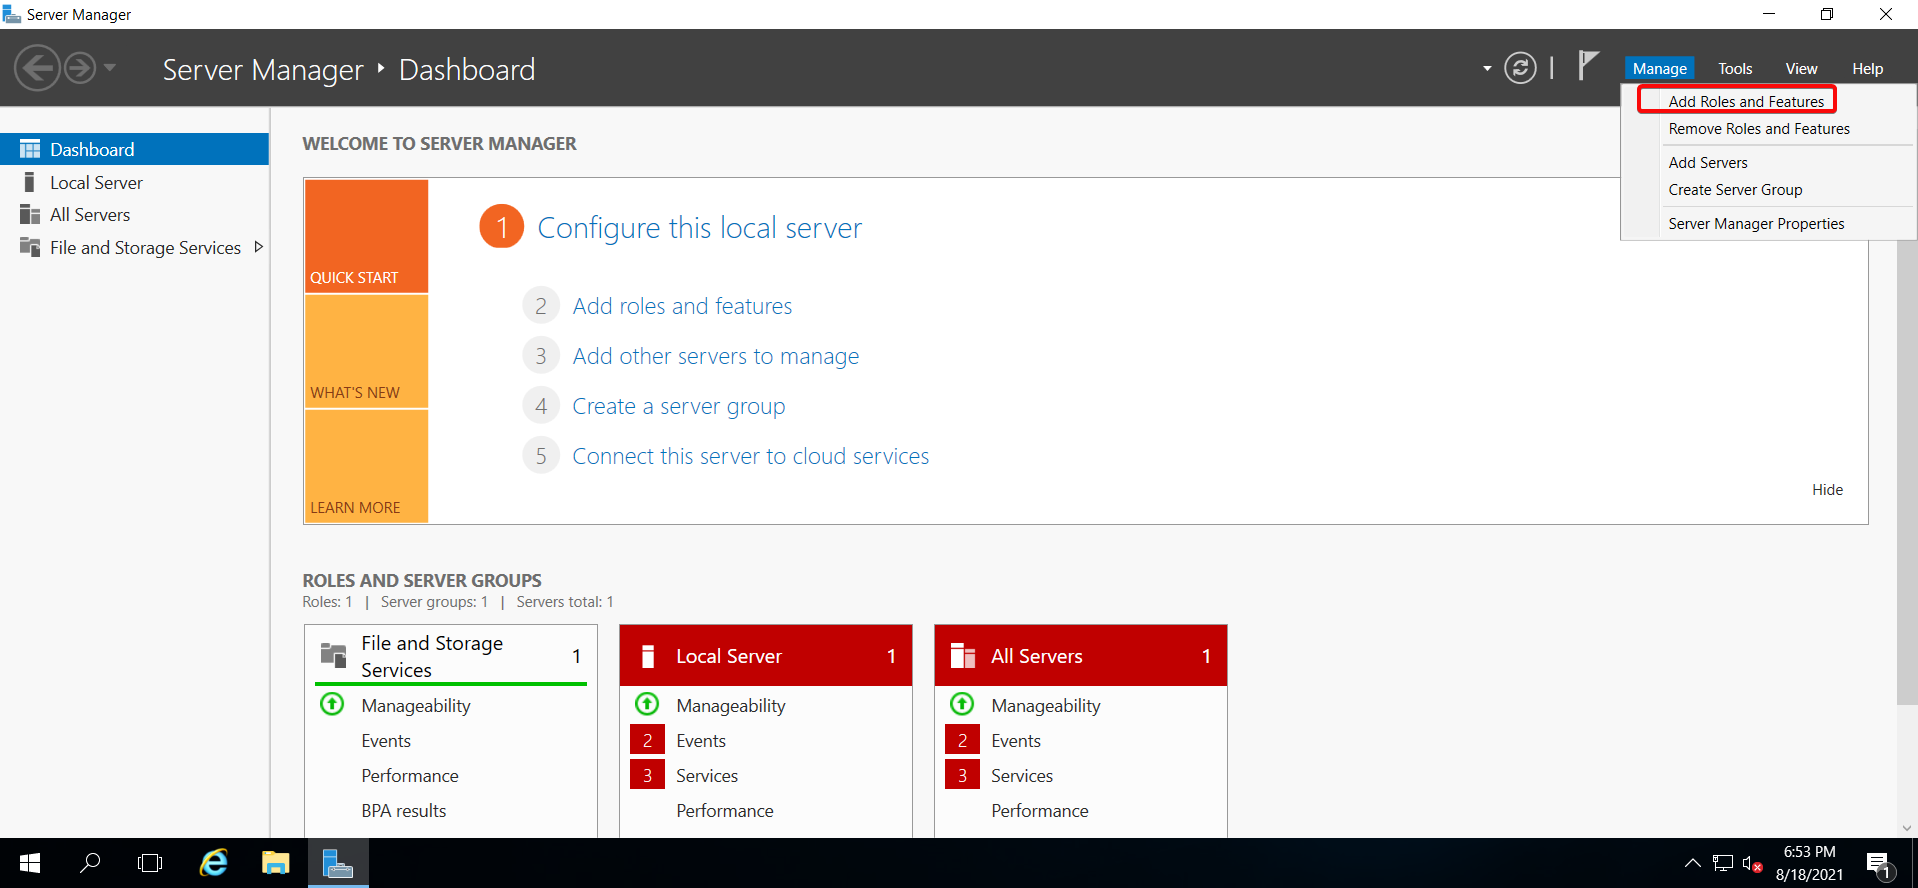 Server Manager
Server Manager ‣ Dashboard
Manage Tools View Help
Add Roles and Features
Remove Roles and Features
Add Servers
Create Server Group
Server Manager Properties
Dashboard
Local Server
All Servers
File and Storage Services
WELCOME TO SERVER MANAGER
QUICK START
WHAT'S NEW
LEARN MORE
1 Configure this local server
2 Add roles and features
3 Add other servers to manage
4 Create a server group
5 Connect this server to cloud services
Hide
ROLES AND SERVER GROUPS
Roles: 1 | Server groups: 1 | Servers total: 1
File and Storage
Services 1
Manageability
Events
Performance
BPA results
Local Server 1
Manageability
2 Events
3 Services
Performance
All Servers 1
Manageability
2 Events
3 Services
Performance
6:53 PM
8/18/2021
1